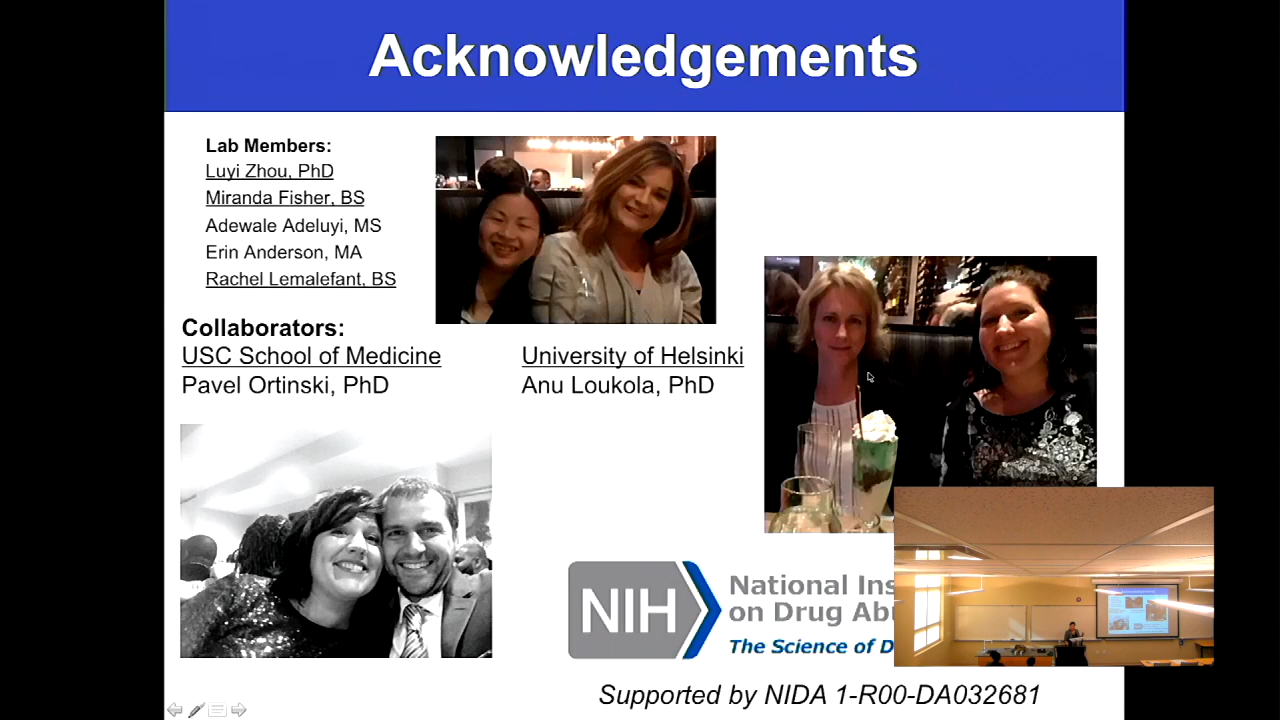 Acknowledgements
Lab Members:
Luyi Zhou, PhD
Miranda Fisher, BS
Adewale Adeluyi, MS
Erin Anderson, MA
Rachel Lemalefant, BS
Collaborators:
USC School of Medicine
Pavel Ortinski, PhD
University of Helsinki
Anu Loukola, PhD
NIH
National Ins
on Drug Ab
The Science of D
Supported by NIDA 1-R00-DA032681